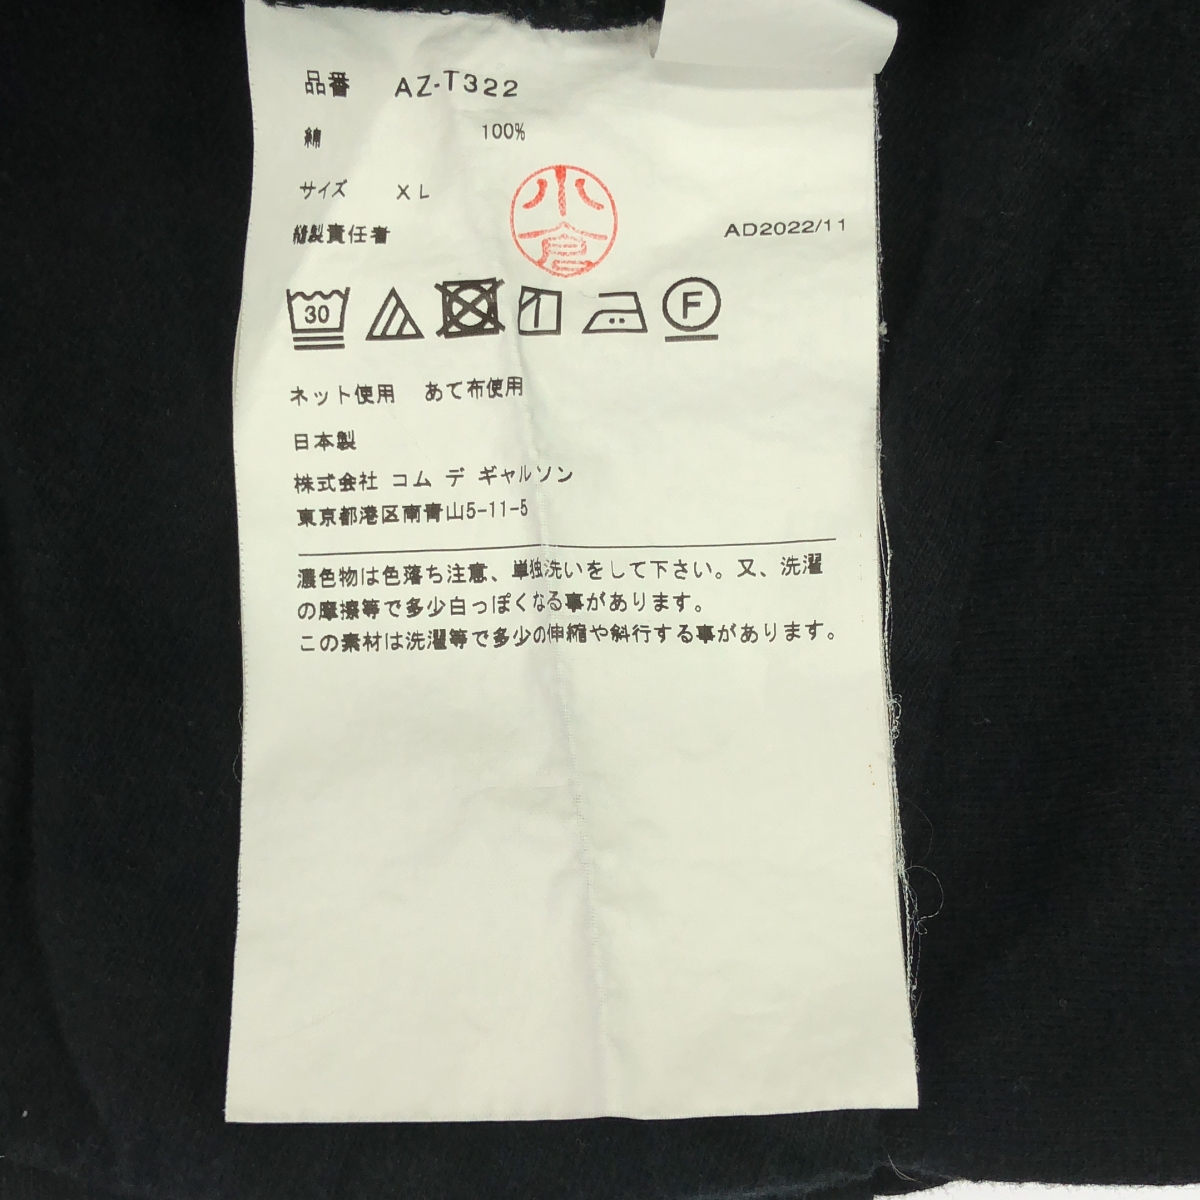 品番 AZ-T322
綿 100%
サイズ XL
縫製責任者 小倉 AD2022/11
30 F
ネット使用 あて布使用
日本製
株式会社 コム デ ギャルソン
東京都港区南青山5-11-5
濃色物は色落ち注意、単独洗いをして下さい。又、洗濯
の摩擦等で多少白っぽくなる事があります。
この素材は洗濯等で多少の伸縮や斜行する事があります。